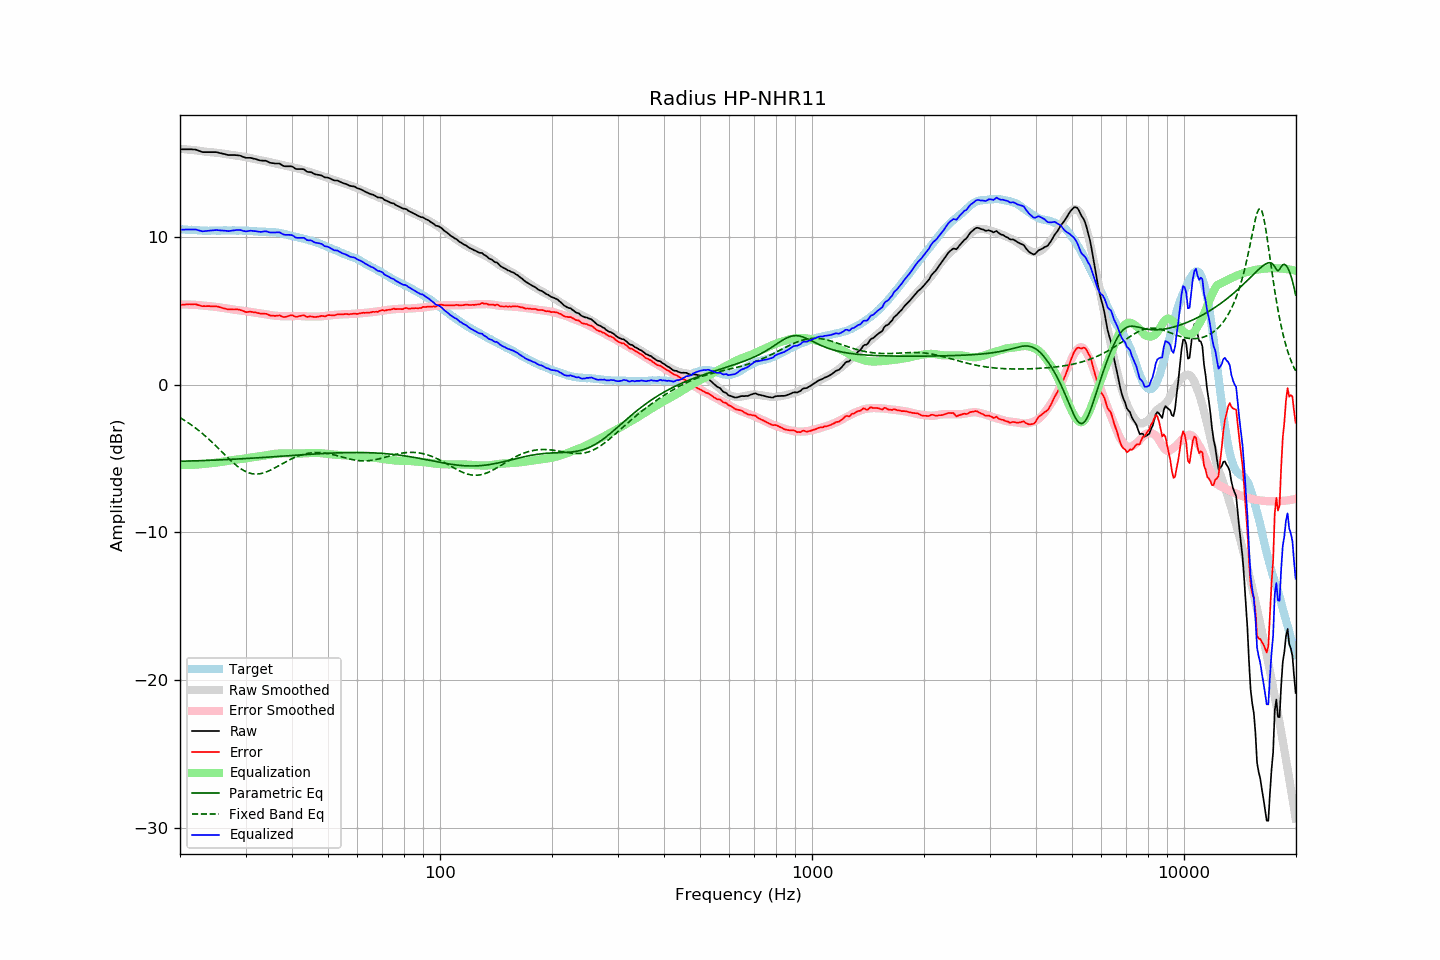 Radius HP-NHR11
Amplitude (dBr)
10
0
−10
−20
−30
Target
Raw Smoothed
Error Smoothed
Raw
Error
Equalization
Parametric Eq
Fixed Band Eq
Equalized
100
1000
10000
Frequency (Hz)